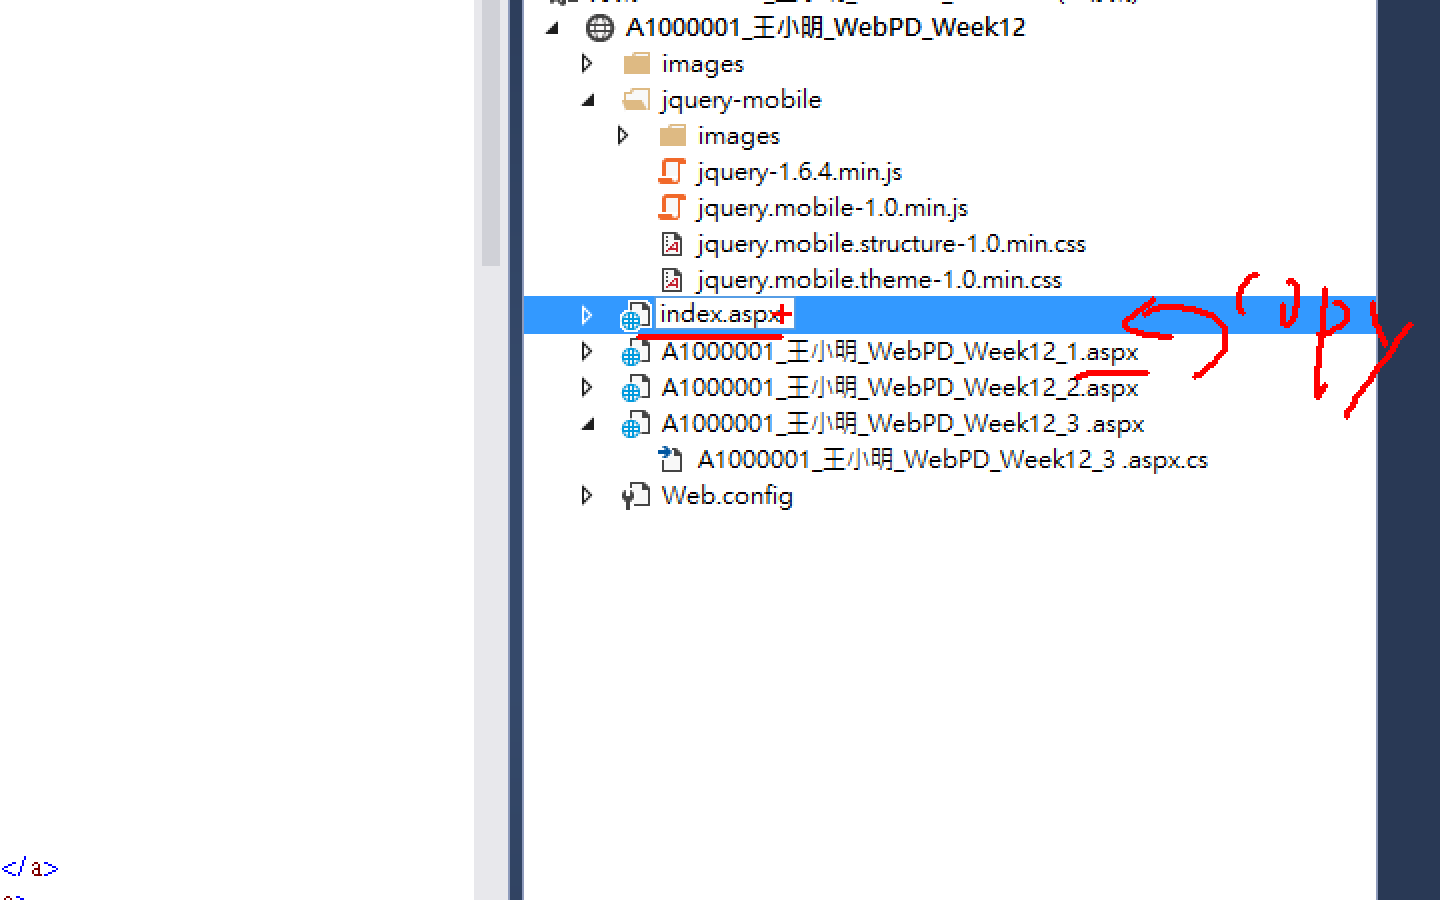 A1000001_王小明_WebPD_Week12
images
jquery-mobile
images
jquery-1.6.4.min.js
jquery.mobile-1.0.min.js
jquery.mobile.structure-1.0.min.css
jquery.mobile.theme-1.0.min.css
index.aspx
copy
A1000001_王小明_WebPD_Week12_1.aspx
A1000001_王小明_WebPD_Week12_2.aspx
A1000001_王小明_WebPD_Week12_3 .aspx
A1000001_王小明_WebPD_Week12_3 .aspx.cs
Web.config
</a>